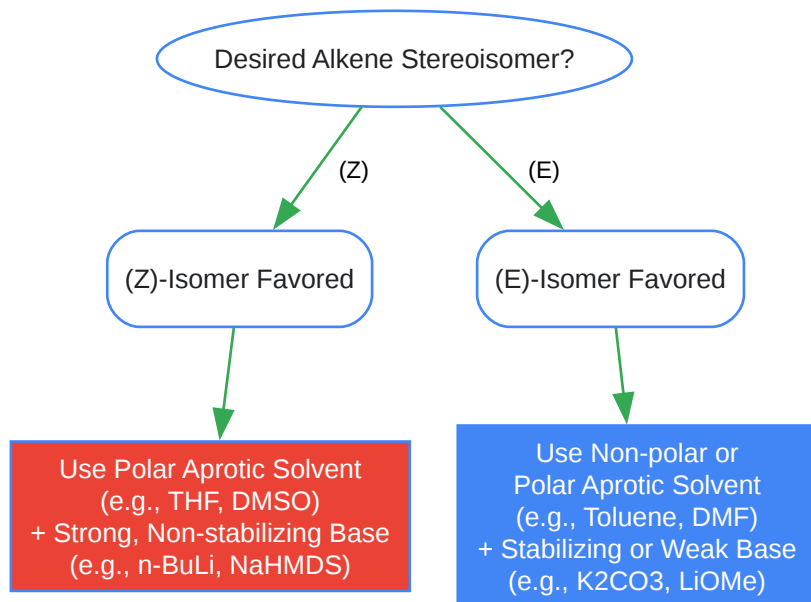 Desired Alkene Stereoisomer?
(Z)
(E)
(Z)-Isomer Favored
(E)-Isomer Favored
Use Polar Aprotic Solvent
(e.g., THF, DMSO)
+ Strong, Non-stabilizing Base
(e.g., n-BuLi, NaHMDS)
Use Non-polar or
Polar Aprotic Solvent
(e.g., Toluene, DMF)
+ Stabilizing or Weak Base
(e.g., K2CO3, LiOMe)